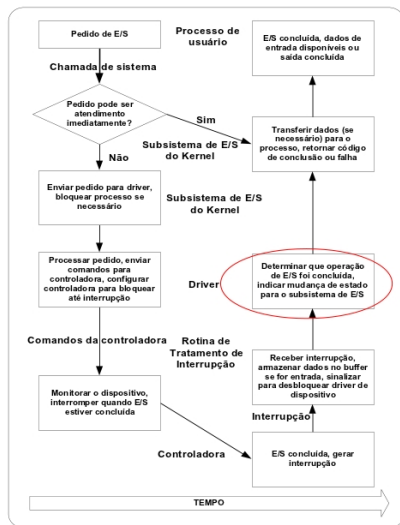 Pedido de E/S
Processo de
usuário
E/S concluída, dados de
entrada disponíveis ou
saída concluída
Chamada de sistema
Pedido pode ser
atendimento
imediatamente?
Sim
Subsistema de E/S
do Kernel
Transferir dados (se
necessário) para o
processo, retornar código
de conclusão ou falha
Não
Enviar pedido para driver,
bloquear processo se
necessário
Subsistema de E/S
do Kernel
Processar pedido, enviar
comandos para
controladora, configurar
controladora para bloquear
até interrupção
Driver
Determinar que operação
de E/S foi concluída,
indicar mudança de estado
para o subsistema de E/S
Comandos da controladora
Rotina de
Tratamento de
Interrupção
Receber interrupção,
armazenar dados no buffer
se for entrada, sinalizar
para desbloquear driver de
dispositivo
Monitorar o dispositivo,
interromper quando E/S
estiver concluída
Interrupção
Controladora
E/S concluída, gerar
interrupção
TEMPO